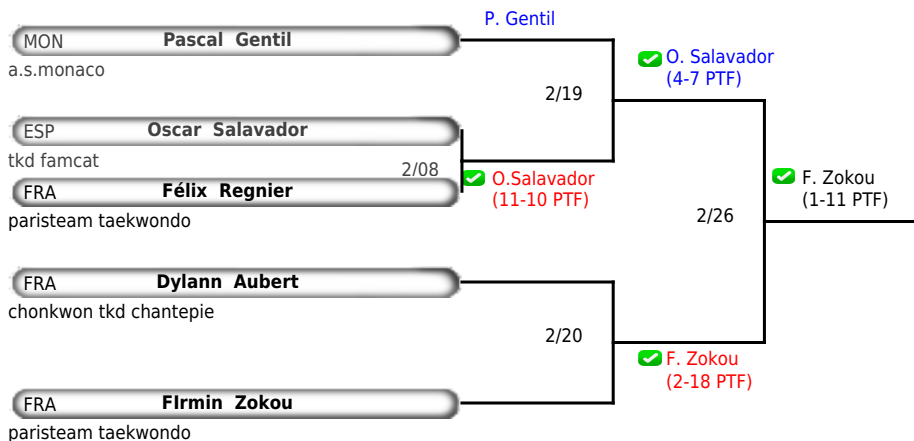 P. Gentil
MON Pascal Gentil
a.s.monaco
O. Salavador
(4-7 PTF)
2/19
ESP Oscar Salavador
tkd famcat
2/08
O.Salavador
(11-10 PTF)
FRA Félix Regnier
paristeam taekwondo
F. Zokou
(1-11 PTF)
2/26
FRA Dylann Aubert
chonkwon tkd chantepie
2/20
F. Zokou
(2-18 PTF)
FRA FIrmin Zokou
paristeam taekwondo